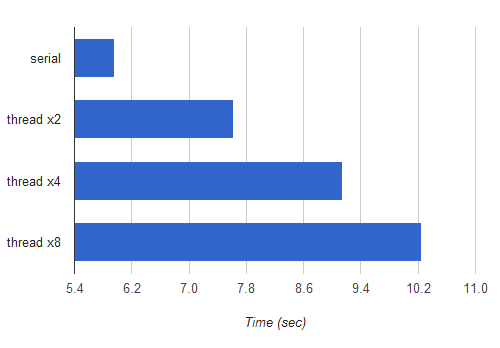 serial
thread x2
thread x4
thread x8
5.4 6.2 7.0 7.8 8.6 9.4 10.2 11.0
Time (sec)